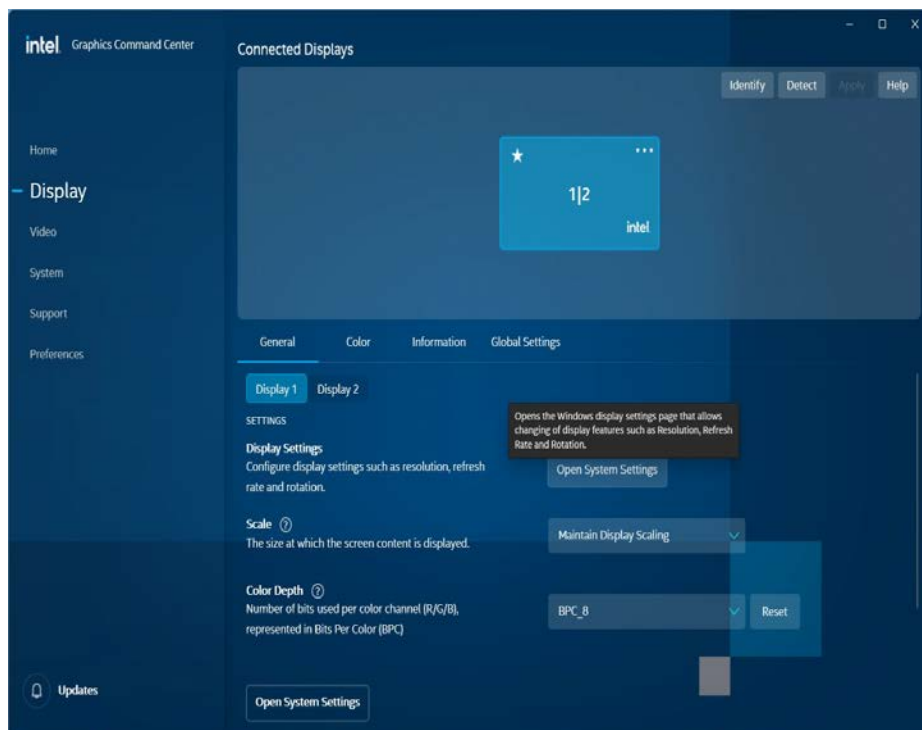 intel. Graphics Command Center
Home
Display
Video
System
Support
Preferences
Updates
Connected Displays
Identify
Detect
Apply
Help
1|2
intel
General
Color
Information
Global Settings
Display 1
Display 2
SETTINGS
Display Settings
Configure display settings such as resolution, refresh
rate and rotation.
Opens the Windows display settings page that allows
changing of display features such as Resolution, Refresh
Rate and Rotation.
Open System Settings
Scale
The size at which the screen content is displayed.
Maintain Display Scaling
Color Depth
Number of bits used per color channel (R/G/B),
represented in Bits Per Color (BPC)
BPC_8
Reset
Open System Settings